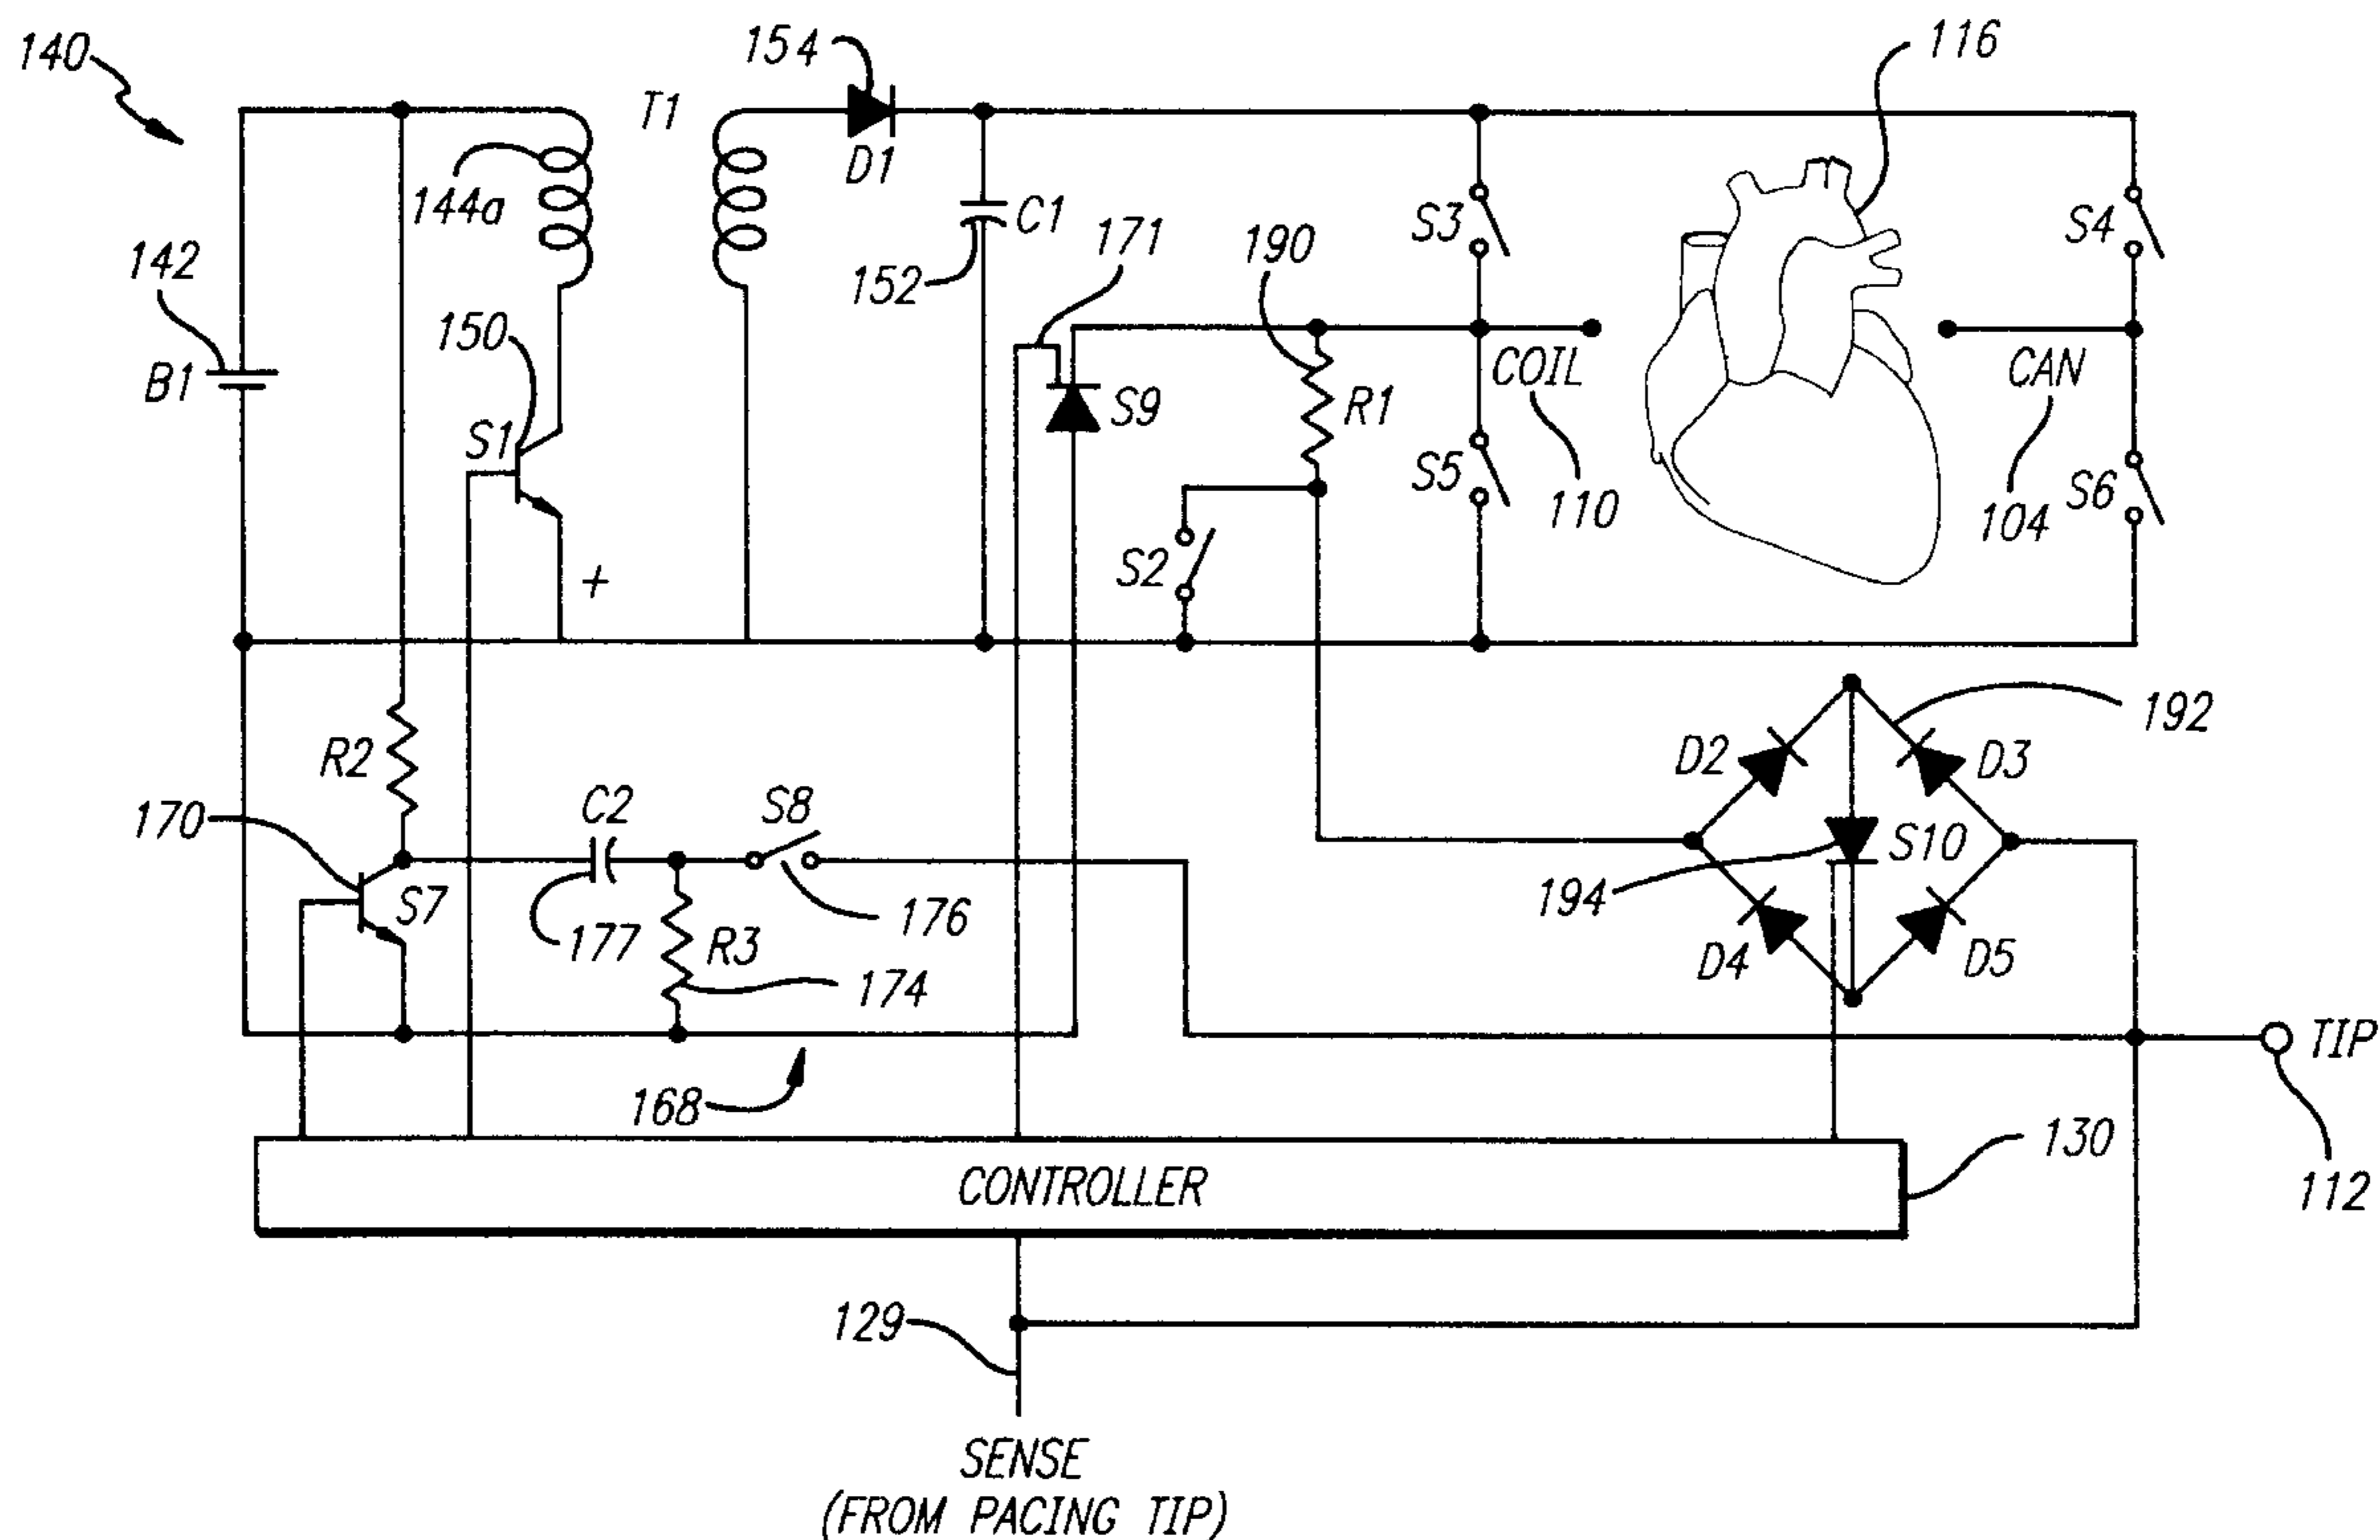 140
154
116
T1
D1
144a
C1
171
S3
S4
142
190
152
150
B1
COIL
CAN
S9
R1
S1
S5
S6
110
104
S2
+
192
R2
D2
D3
170
C2
S8
S10
194
S7
176
177
R3
D4
D5
174
TIP
168
130
CONTROLLER
112
129
SENSE
(FROM PACING TIP)